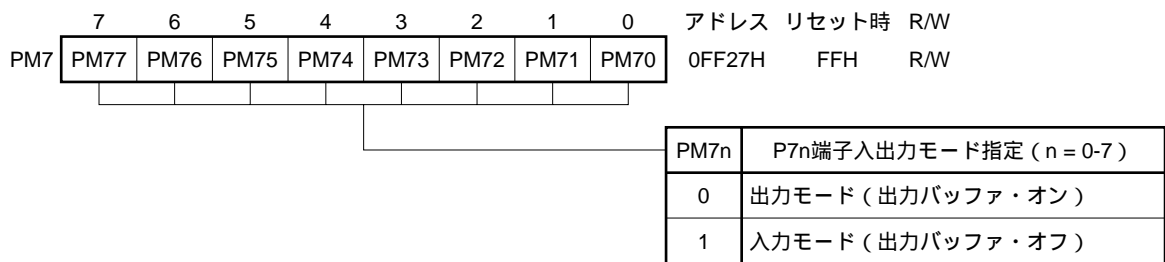 7 6 5 4 3 2 1 0 アドレス リセット時 R/W
PM7 PM77 PM76 PM75 PM74 PM73 PM72 PM71 PM70 0FF27H FFH R/W
PM7n P7n端子入出力モード指定（n = 0-7）
0 出力モード（出力バッファ・オン）
1 入力モード（出力バッファ・オフ）